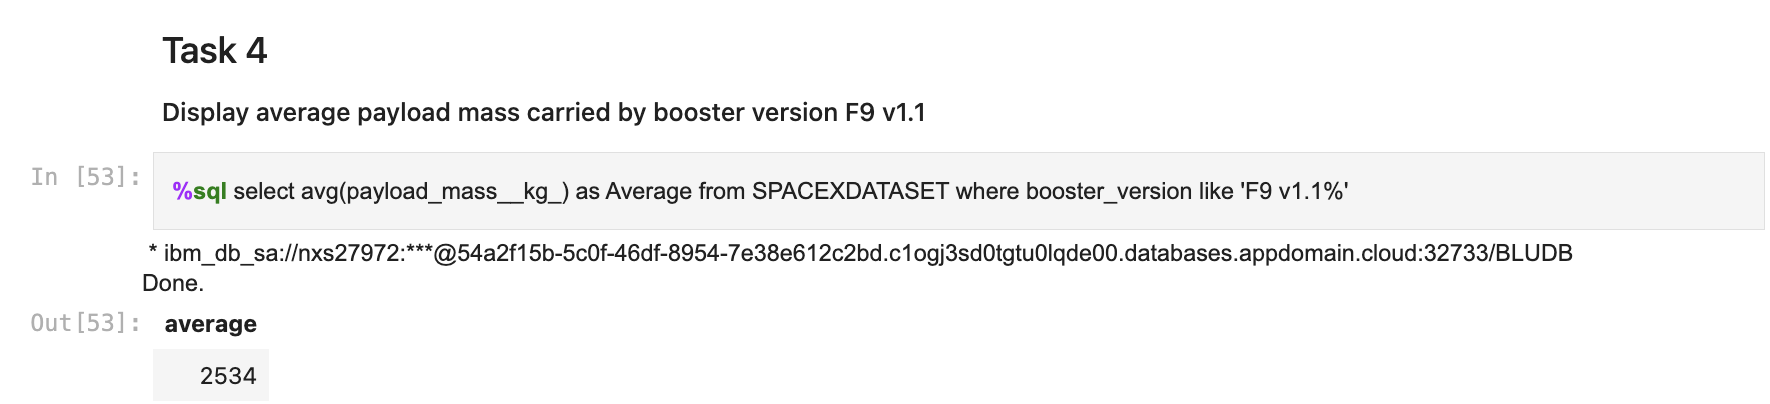 Task 4
Display average payload mass carried by booster version F9 v1.1
In [53]: %sql select avg(payload_mass__kg_) as Average from SPACEXDATASET where booster_version like 'F9 v1.1%'
* ibm_db_sa://nxs27972:***@54a2f15b-5c0f-46df-8954-7e38e612c2bd.c1ogj3sd0tgtu0lqde00.databases.appdomain.cloud:32733/BLUDB
Done.
Out[53]: average
2534